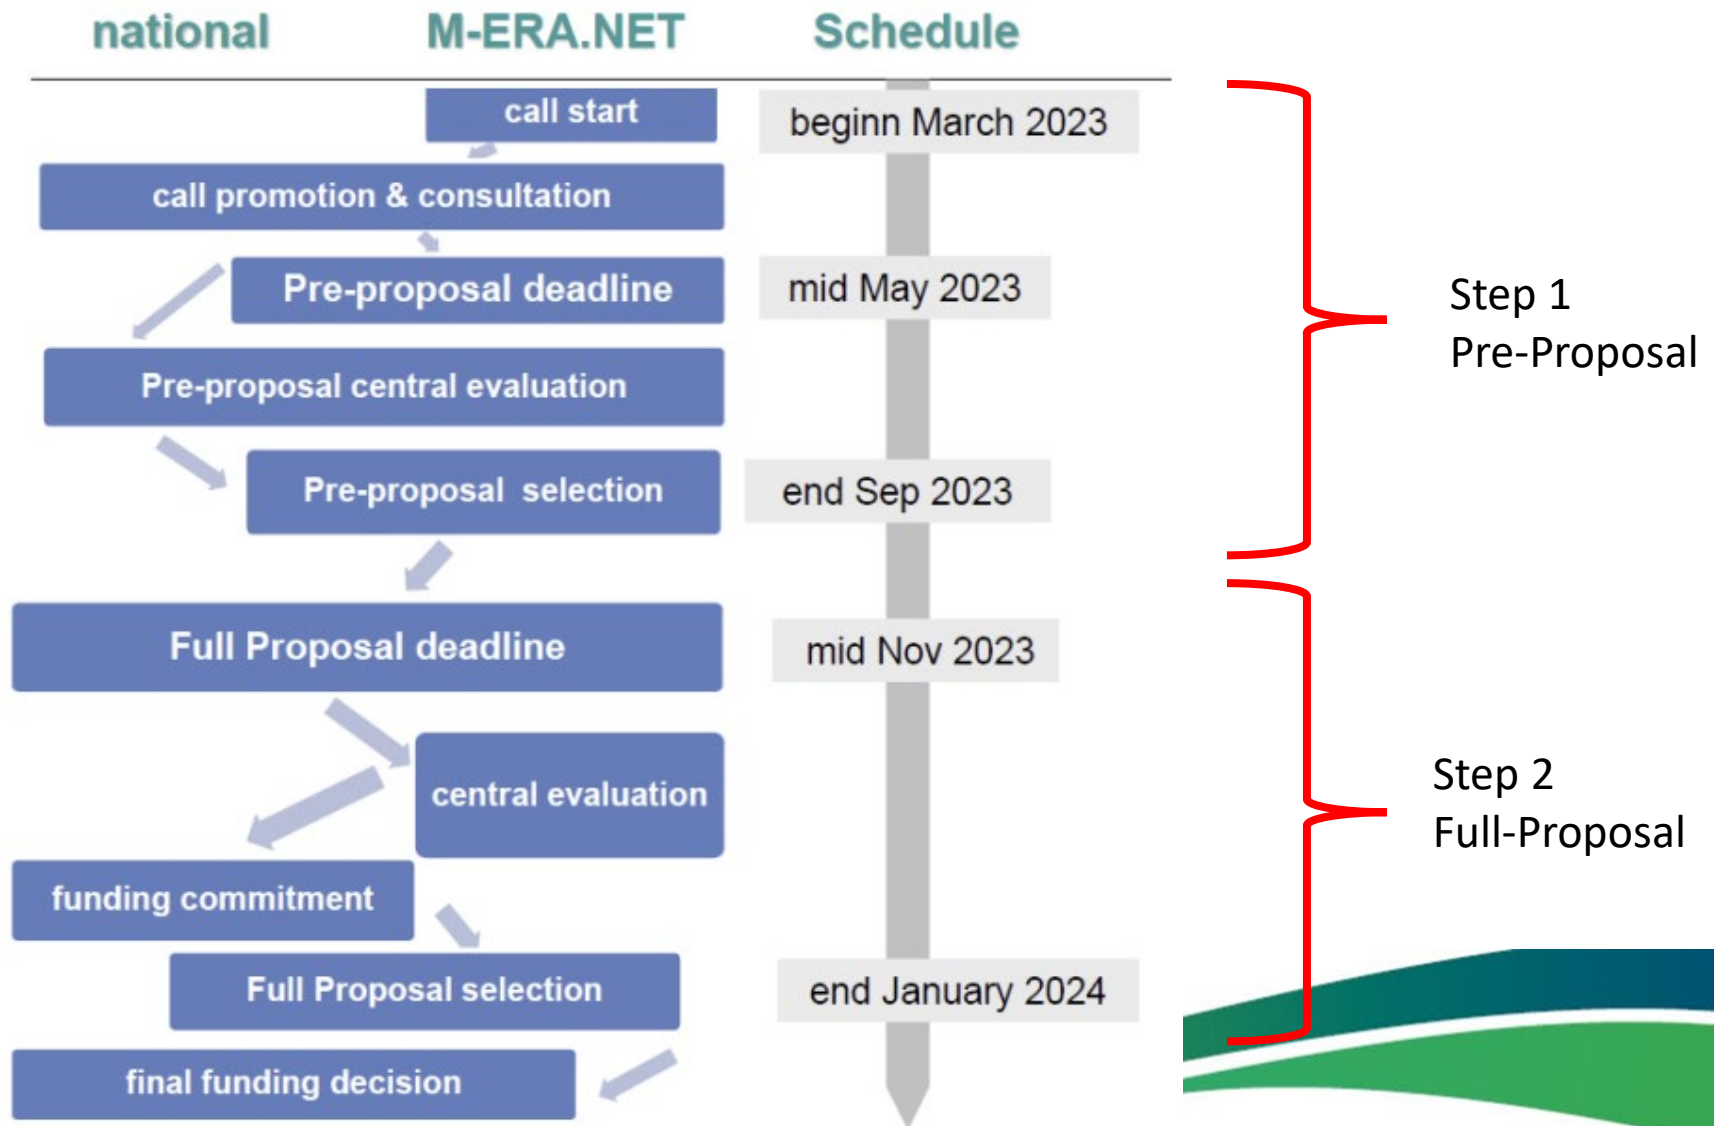 national M-ERA.NET Schedule
call start
beginn March 2023
call promotion & consultation
Pre-proposal deadline
mid May 2023
Pre-proposal central evaluation
Pre-proposal selection
end Sep 2023
Step 1
Pre-Proposal
Full Proposal deadline
mid Nov 2023
central evaluation
funding commitment
Full Proposal selection
end January 2024
final funding decision
Step 2
Full-Proposal